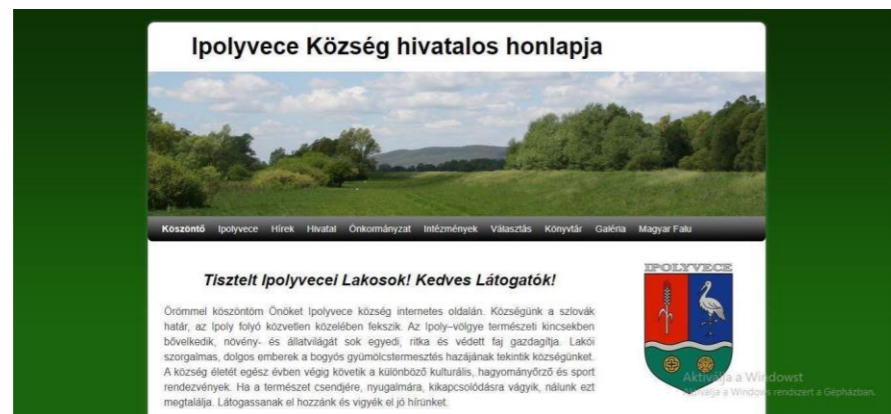 Ipolyvece Község hivatalos honlapja
Köszöntő Ipolyvece Hírek Hivatal Önkormányzat Intézmények Választás Könyvtár Galéria Magyar Falu
IPOLYVECE
Tisztelt Ipolyvecei Lakosok! Kedves Látogatók!
Örömmel köszöntöm Önöket Ipolyvece község internetes oldalán. Községünk a szlovák
határ, az Ipoly folyó közvetlen közelében fekszik. Az Ipoly–völgye természeti kincsekben
bővelkedik, növény- és állatvilágát sok egyedi, ritka és védett faj gazdagítja. Lakói
szorgalmas, dolgos emberek a bogyós gyümölcstermesztés hazájának tekintik községünket.
A község életét egész évben végig követik a különböző kulturális, hagyományőrző és sport
rendezvények. Ha a természet csendjére, nyugalmára, kikapcsolódásra vágyik, nálunk ezt
megtalálja. Látogassanak el hozzánk és vigyék el jó hírünket.
Aktiválja a Windowst
Aktiválja a Windows rendszert a Gépházban.